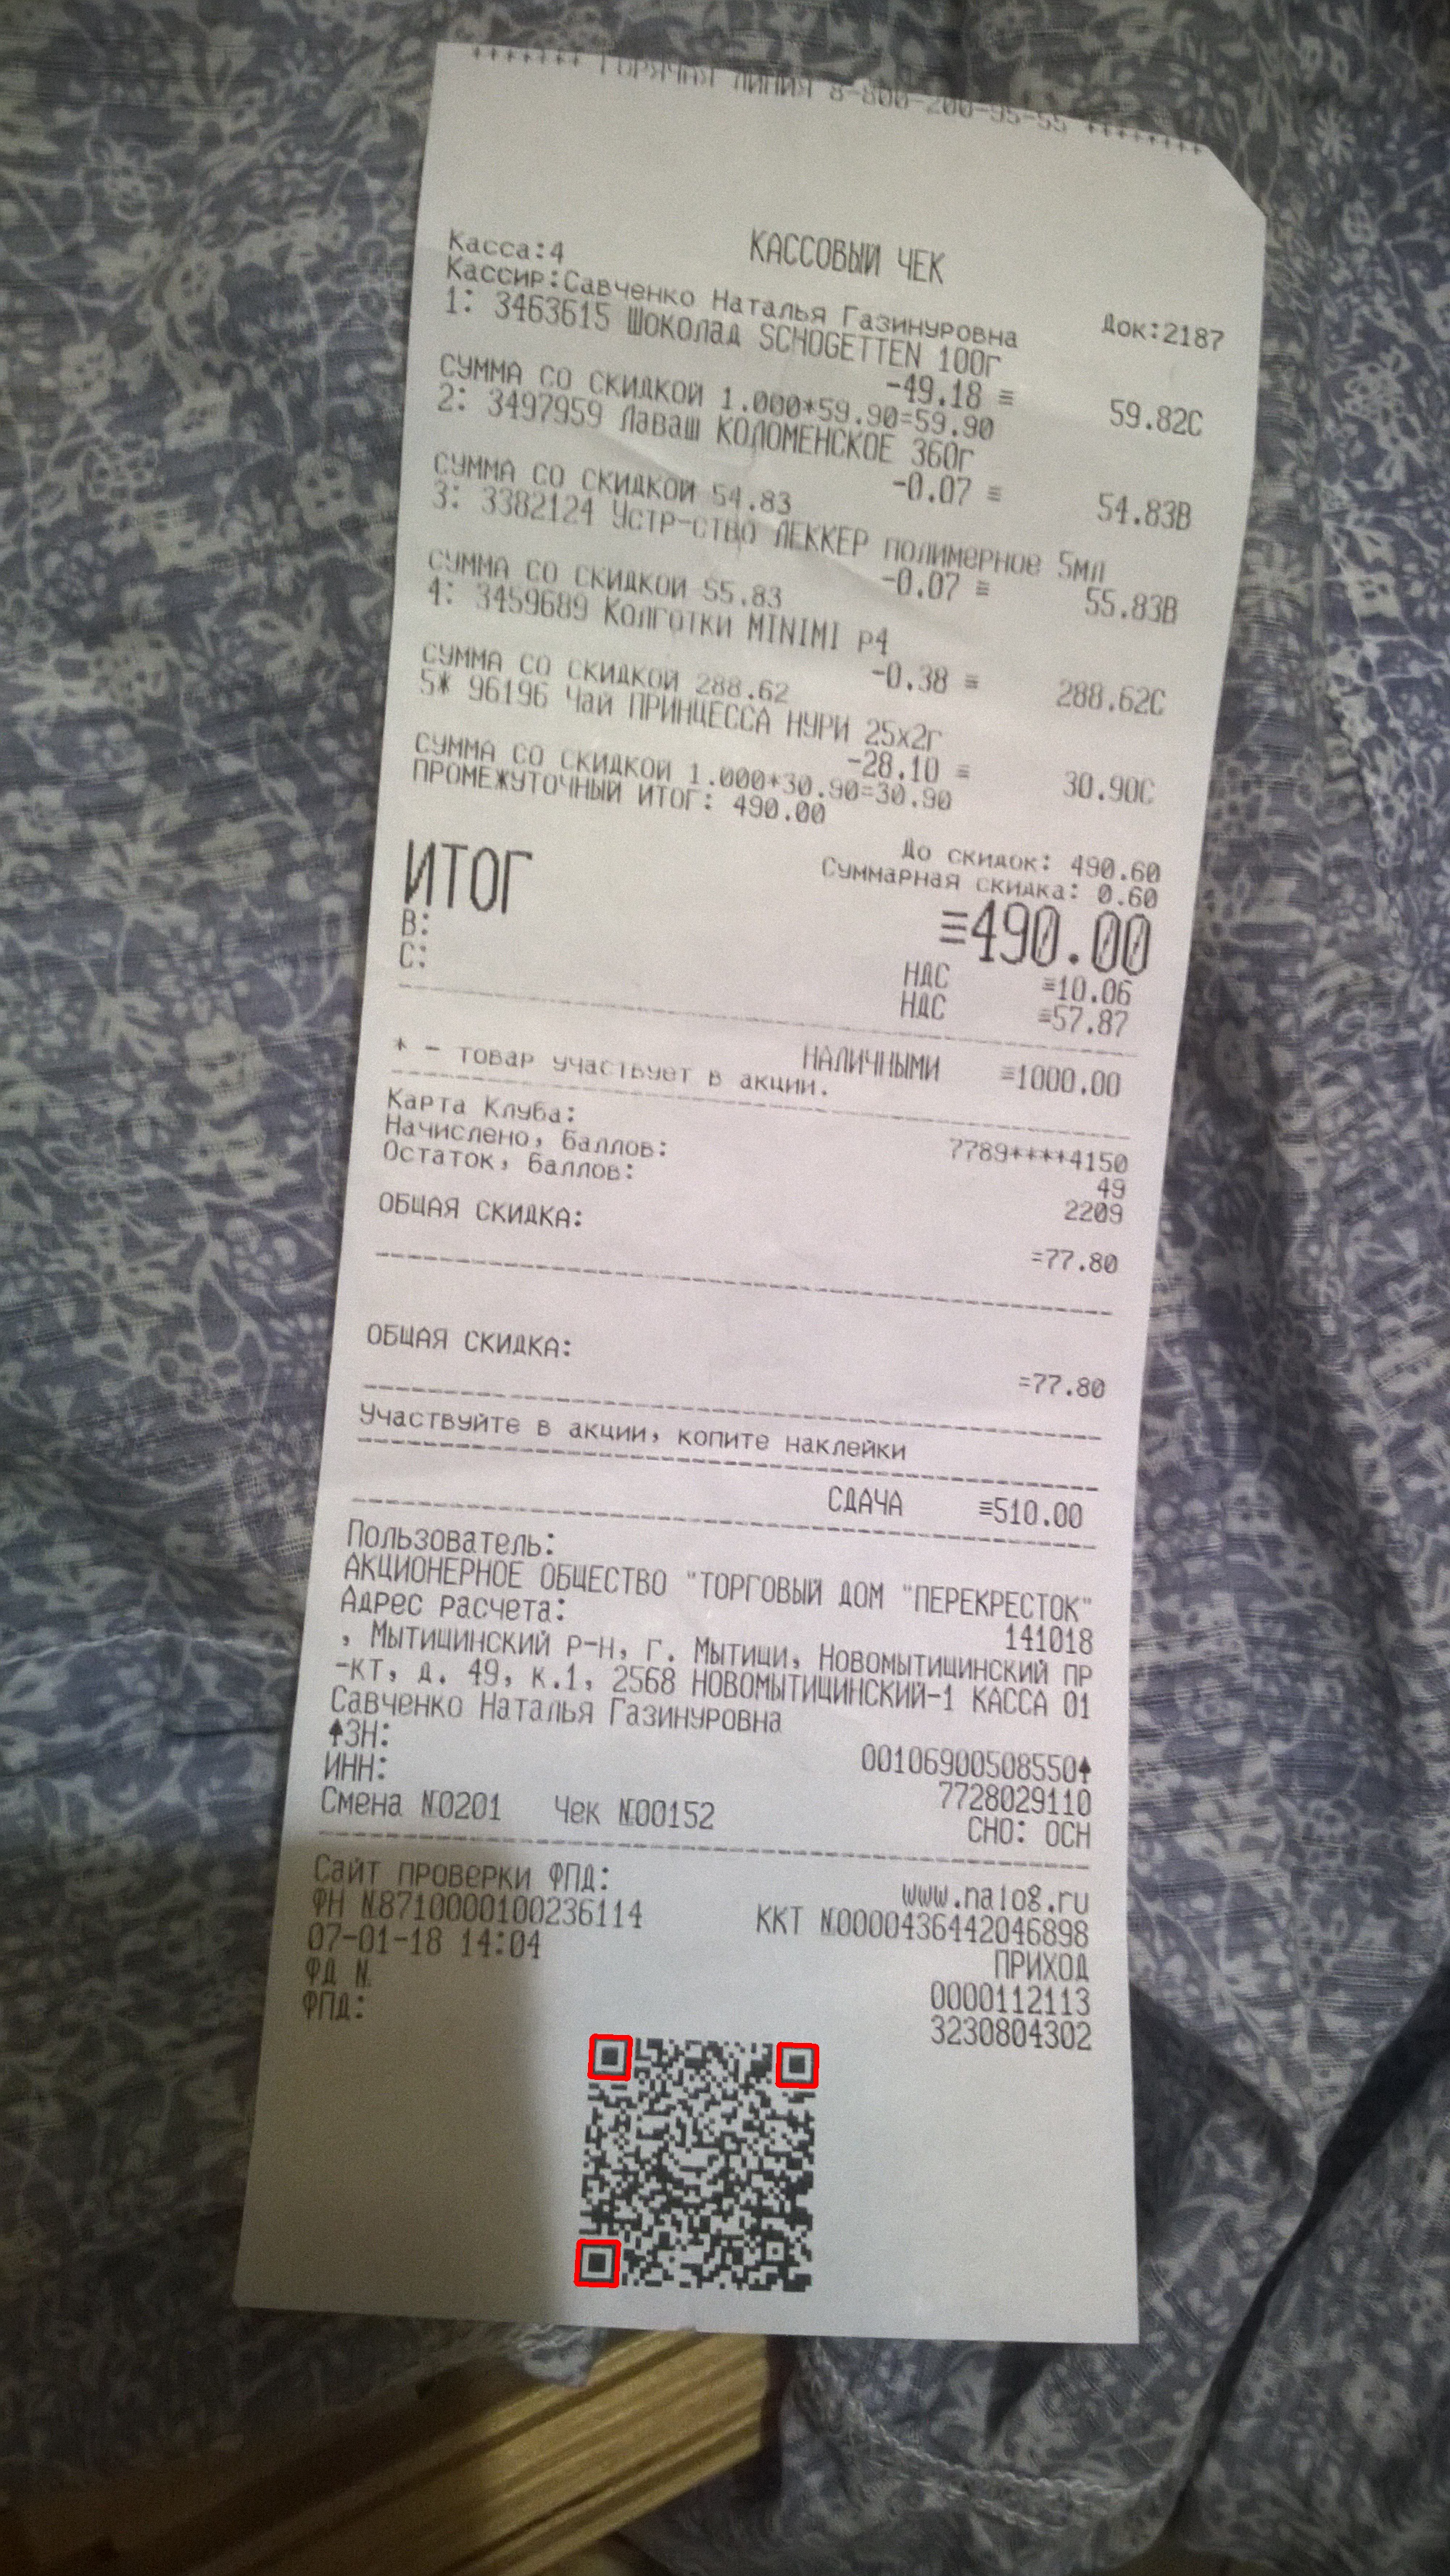 ******* ГОРЯЧАЯ ЛИНИЯ 8-800-200-95-55 ********
КАССОВЫЙ ЧЕК
Касса:4 Док:2187
Кассир:Савченко Наталья Газинуровна
1: 3463615 Шоколад SCHOGETTEN 100г
-49.18 ≡ 59.82С
СУММА СО СКИДКОЙ 1.000*59.90=59.90
2: 3497959 Лаваш КОЛОМЕНСКОЕ 360г
-0.07 ≡ 54.83В
СУММА СО СКИДКОЙ 54.83
3: 3382124 Устр-ство ЛЕККЕР полимерное 5мл
-0.07 ≡ 55.83В
СУММА СО СКИДКОЙ 55.83
4: 3459689 Колготки MINIMI р4
-0.38 ≡ 288.62С
СУММА СО СКИДКОЙ 288.62
5* 96196 Чай ПРИНЦЕССА НУРИ 25х2г
-28.10 ≡ 30.90С
СУММА СО СКИДКОЙ 1.000*30.90=30.90
ПРОМЕЖУТОЧНЫЙ ИТОГ: 490.00
До скидок: 490.60
Суммарная скидка: 0.60
ИТОГ ≡490.00
В: НДС ≡10.06
С: НДС ≡57.87
НАЛИЧНЫМИ ≡1000.00
* - товар участвует в акции.
Карта Клуба: 7789****4150
Начислено, баллов: 49
Остаток, баллов: 2209
ОБЩАЯ СКИДКА: =77.80
ОБЩАЯ СКИДКА: =77.80
Участвуйте в акции, копите наклейки
СДАЧА ≡510.00
Пользователь:
АКЦИОНЕРНОЕ ОБЩЕСТВО "ТОРГОВЫЙ ДОМ "ПЕРЕКРЕСТОК"
Адрес расчета: 141018
, Мытищинский р-н, г. Мытищи, Новомытищинский пр
-кт, д. 49, к.1, 2568 НОВОМЫТИЩИНСКИЙ-1 КАССА 01
Савченко Наталья Газинуровна
ЗН: 00106900508550
ИНН: 7728029110
Смена №0201 Чек №00152 СНО: ОСН
Сайт проверки ФПД: www.nalog.ru
ФН №8710000100236114 ККТ №0000436442046898
07-01-18 14:04 ПРИХОД
ФД № 0000112113
ФПД: 3230804302